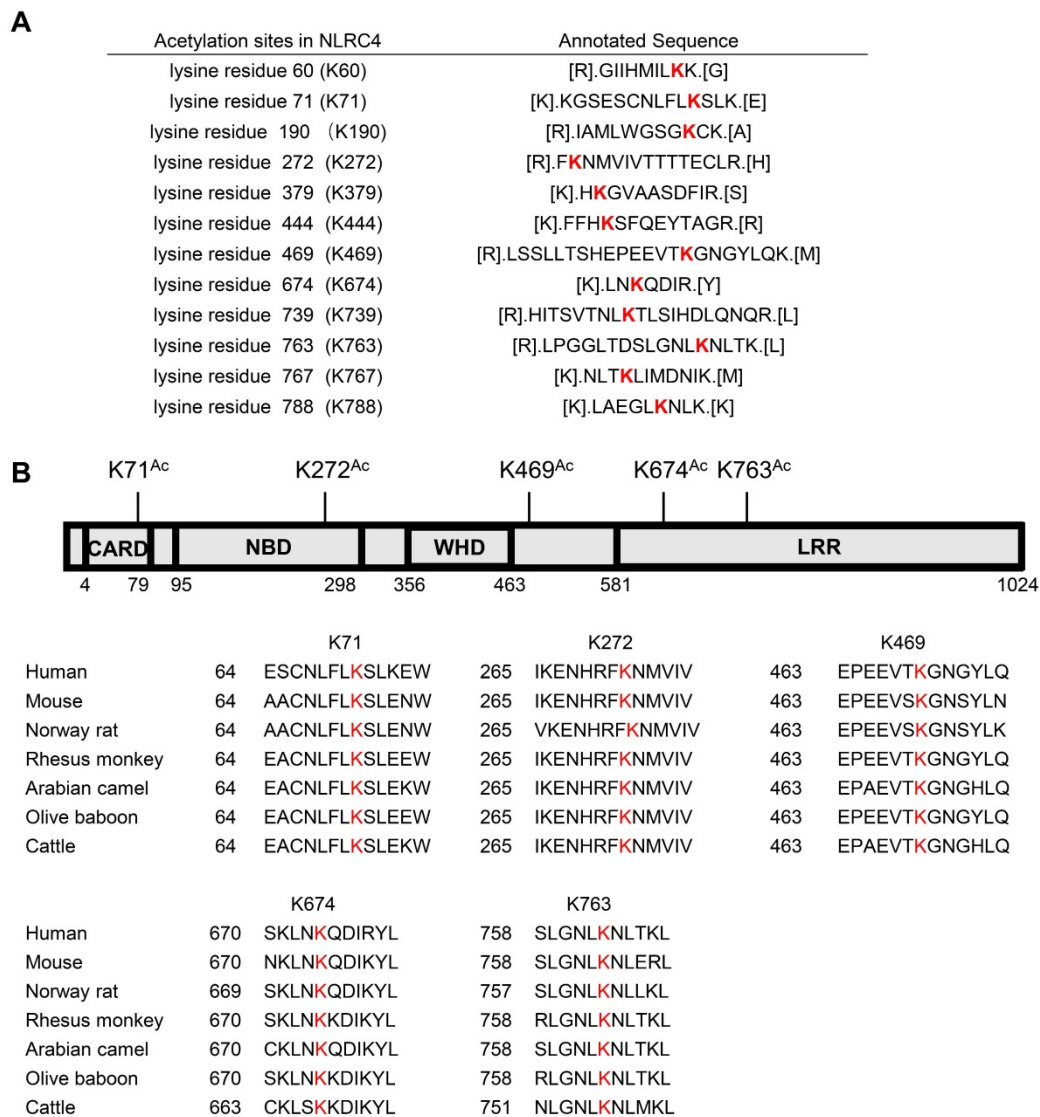 A
Acetylation sites in NLRC4 Annotated Sequence
lysine residue 60 (K60) [R].GIIHMILKK.[G]
lysine residue 71 (K71) [K].KGSESCNLFLKSLK.[E]
lysine residue 190 (K190) [R].IAMLWGSGKCK.[A]
lysine residue 272 (K272) [R].FKNMVIVTTTTECLR.[H]
lysine residue 379 (K379) [K].HKGVAASDFIR.[S]
lysine residue 444 (K444) [K].FFHKSFQEYTAGR.[R]
lysine residue 469 (K469) [R].LSSLLTSHEPEEVTKGNGYLQK.[M]
lysine residue 674 (K674) [K].LNKQDIR.[Y]
lysine residue 739 (K739) [R].HITSVTNLKTLSIHDLQNQR.[L]
lysine residue 763 (K763) [R].LPGGLTDSLGNLKNLTK.[L]
lysine residue 767 (K767) [K].NLTKLIMDNIK.[M]
lysine residue 788 (K788) [K].LAEGLKNLK.[K]
B
K71Ac K272Ac K469Ac K674Ac K763Ac
CARD NBD WHD LRR
4 79 95 298 356 463 581 1024
K71 K272 K469
Human 64 ESCNLFLKSLKEW 265 IKENHRFKNMVIV 463 EPEEVTKGNGYLQ
Mouse 64 AACNLFLKSLENW 265 IKENHRFKNMVIV 463 EPEEVSKGNSYLN
Norway rat 64 AACNLFLKSLENW 265 VKENHRFKNMVIV 463 EPEEVSKGNSYLK
Rhesus monkey 64 EACNLFLKSLEEW 265 IKENHRFKNMVIV 463 EPEEVTKGNGYLQ
Arabian camel 64 EACNLFLKSLEKW 265 IKENHRFKNMVIV 463 EPAEVTKGNGHLQ
Olive baboon 64 EACNLFLKSLEEW 265 IKENHRFKNMVIV 463 EPEEVTKGNGYLQ
Cattle 64 EACNLFLKSLEKW 265 IKENHRFKNMVIV 463 EPAEVTKGNGHLQ
K674 K763
Human 670 SKLNKQDIRYL 758 SLGNLKNLTKL
Mouse 670 NKLNKQDIKYL 758 SLGNLKNLERL
Norway rat 669 SKLNKQDIKYL 757 SLGNLKNLLKL
Rhesus monkey 670 SKLNKKDIKYL 758 RLGNLKNLTKL
Arabian camel 670 CKLNKQDIKYL 758 SLGNLKNLTKL
Olive baboon 670 SKLNKKDIKYL 758 RLGNLKNLTKL
Cattle 663 CKLSKKDIKYL 751 NLGNLKNLMKL